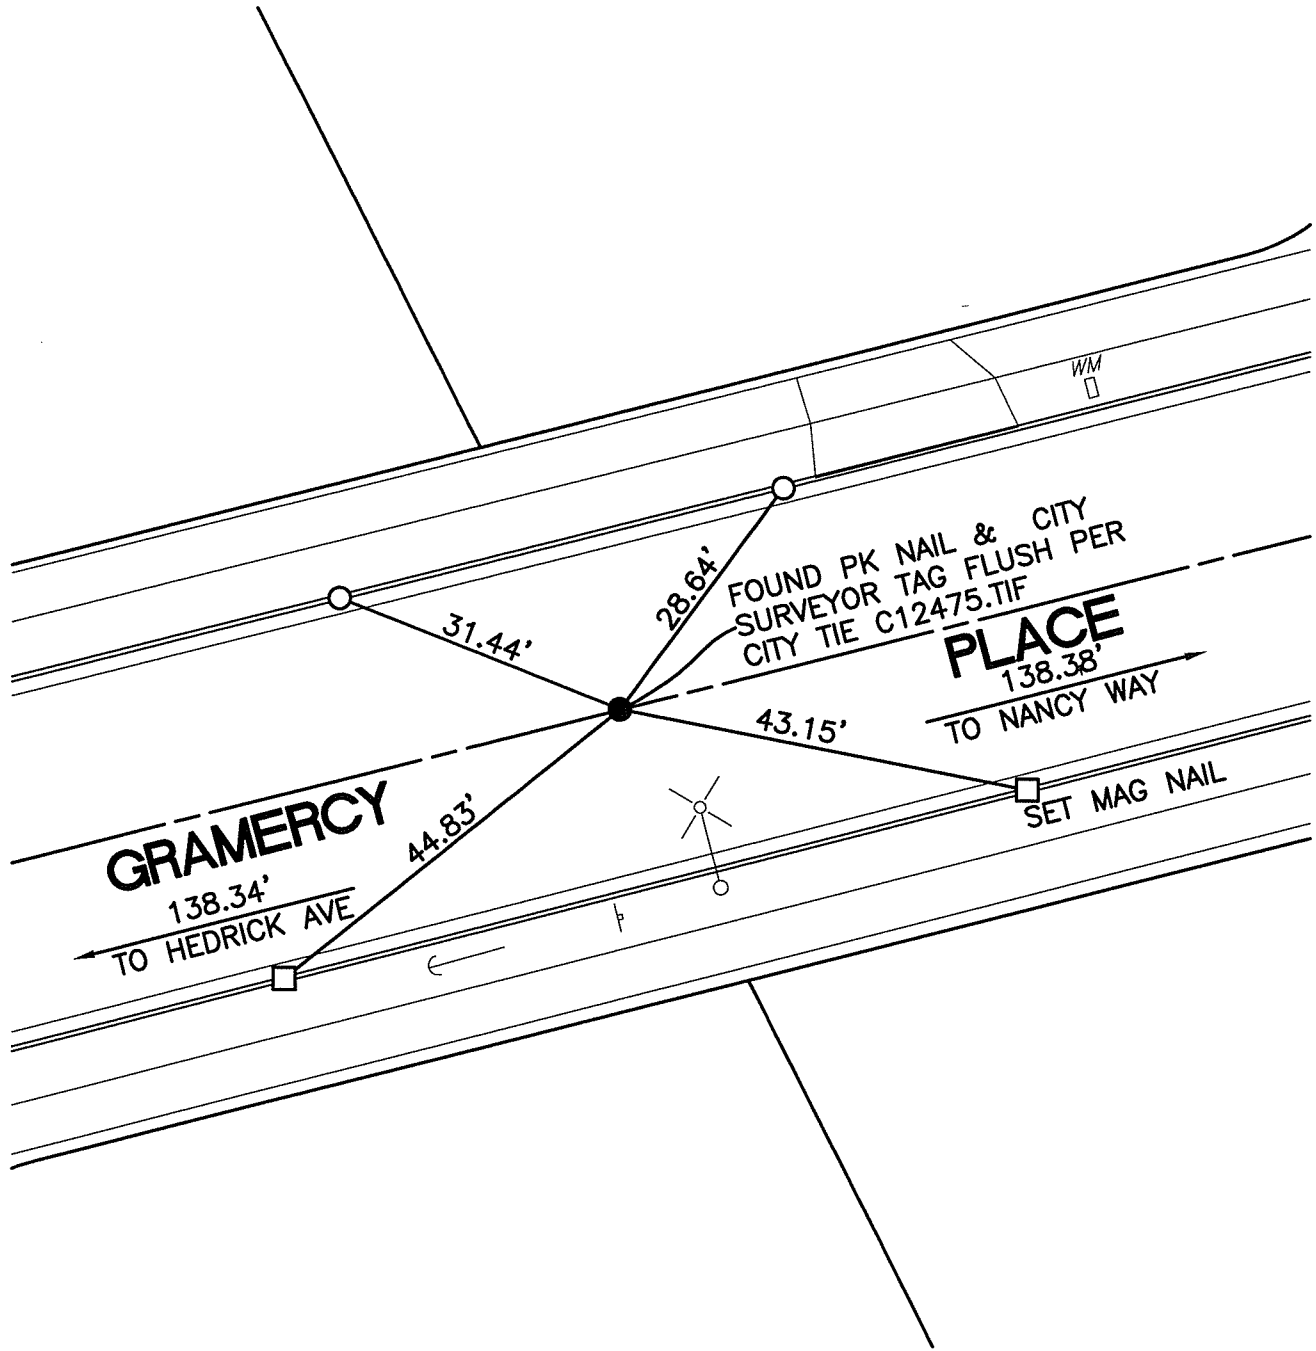 WM
FOUND PK NAIL & CITY
SURVEYOR TAG FLUSH PER
CITY TIE C12475.TIF
28.64'
31.44'
PLACE
138.38'
TO NANCY WAY
43.15'
SET MAG NAIL
GRAMERCY
44.83'
138.34'
TO HEDRICK AVE